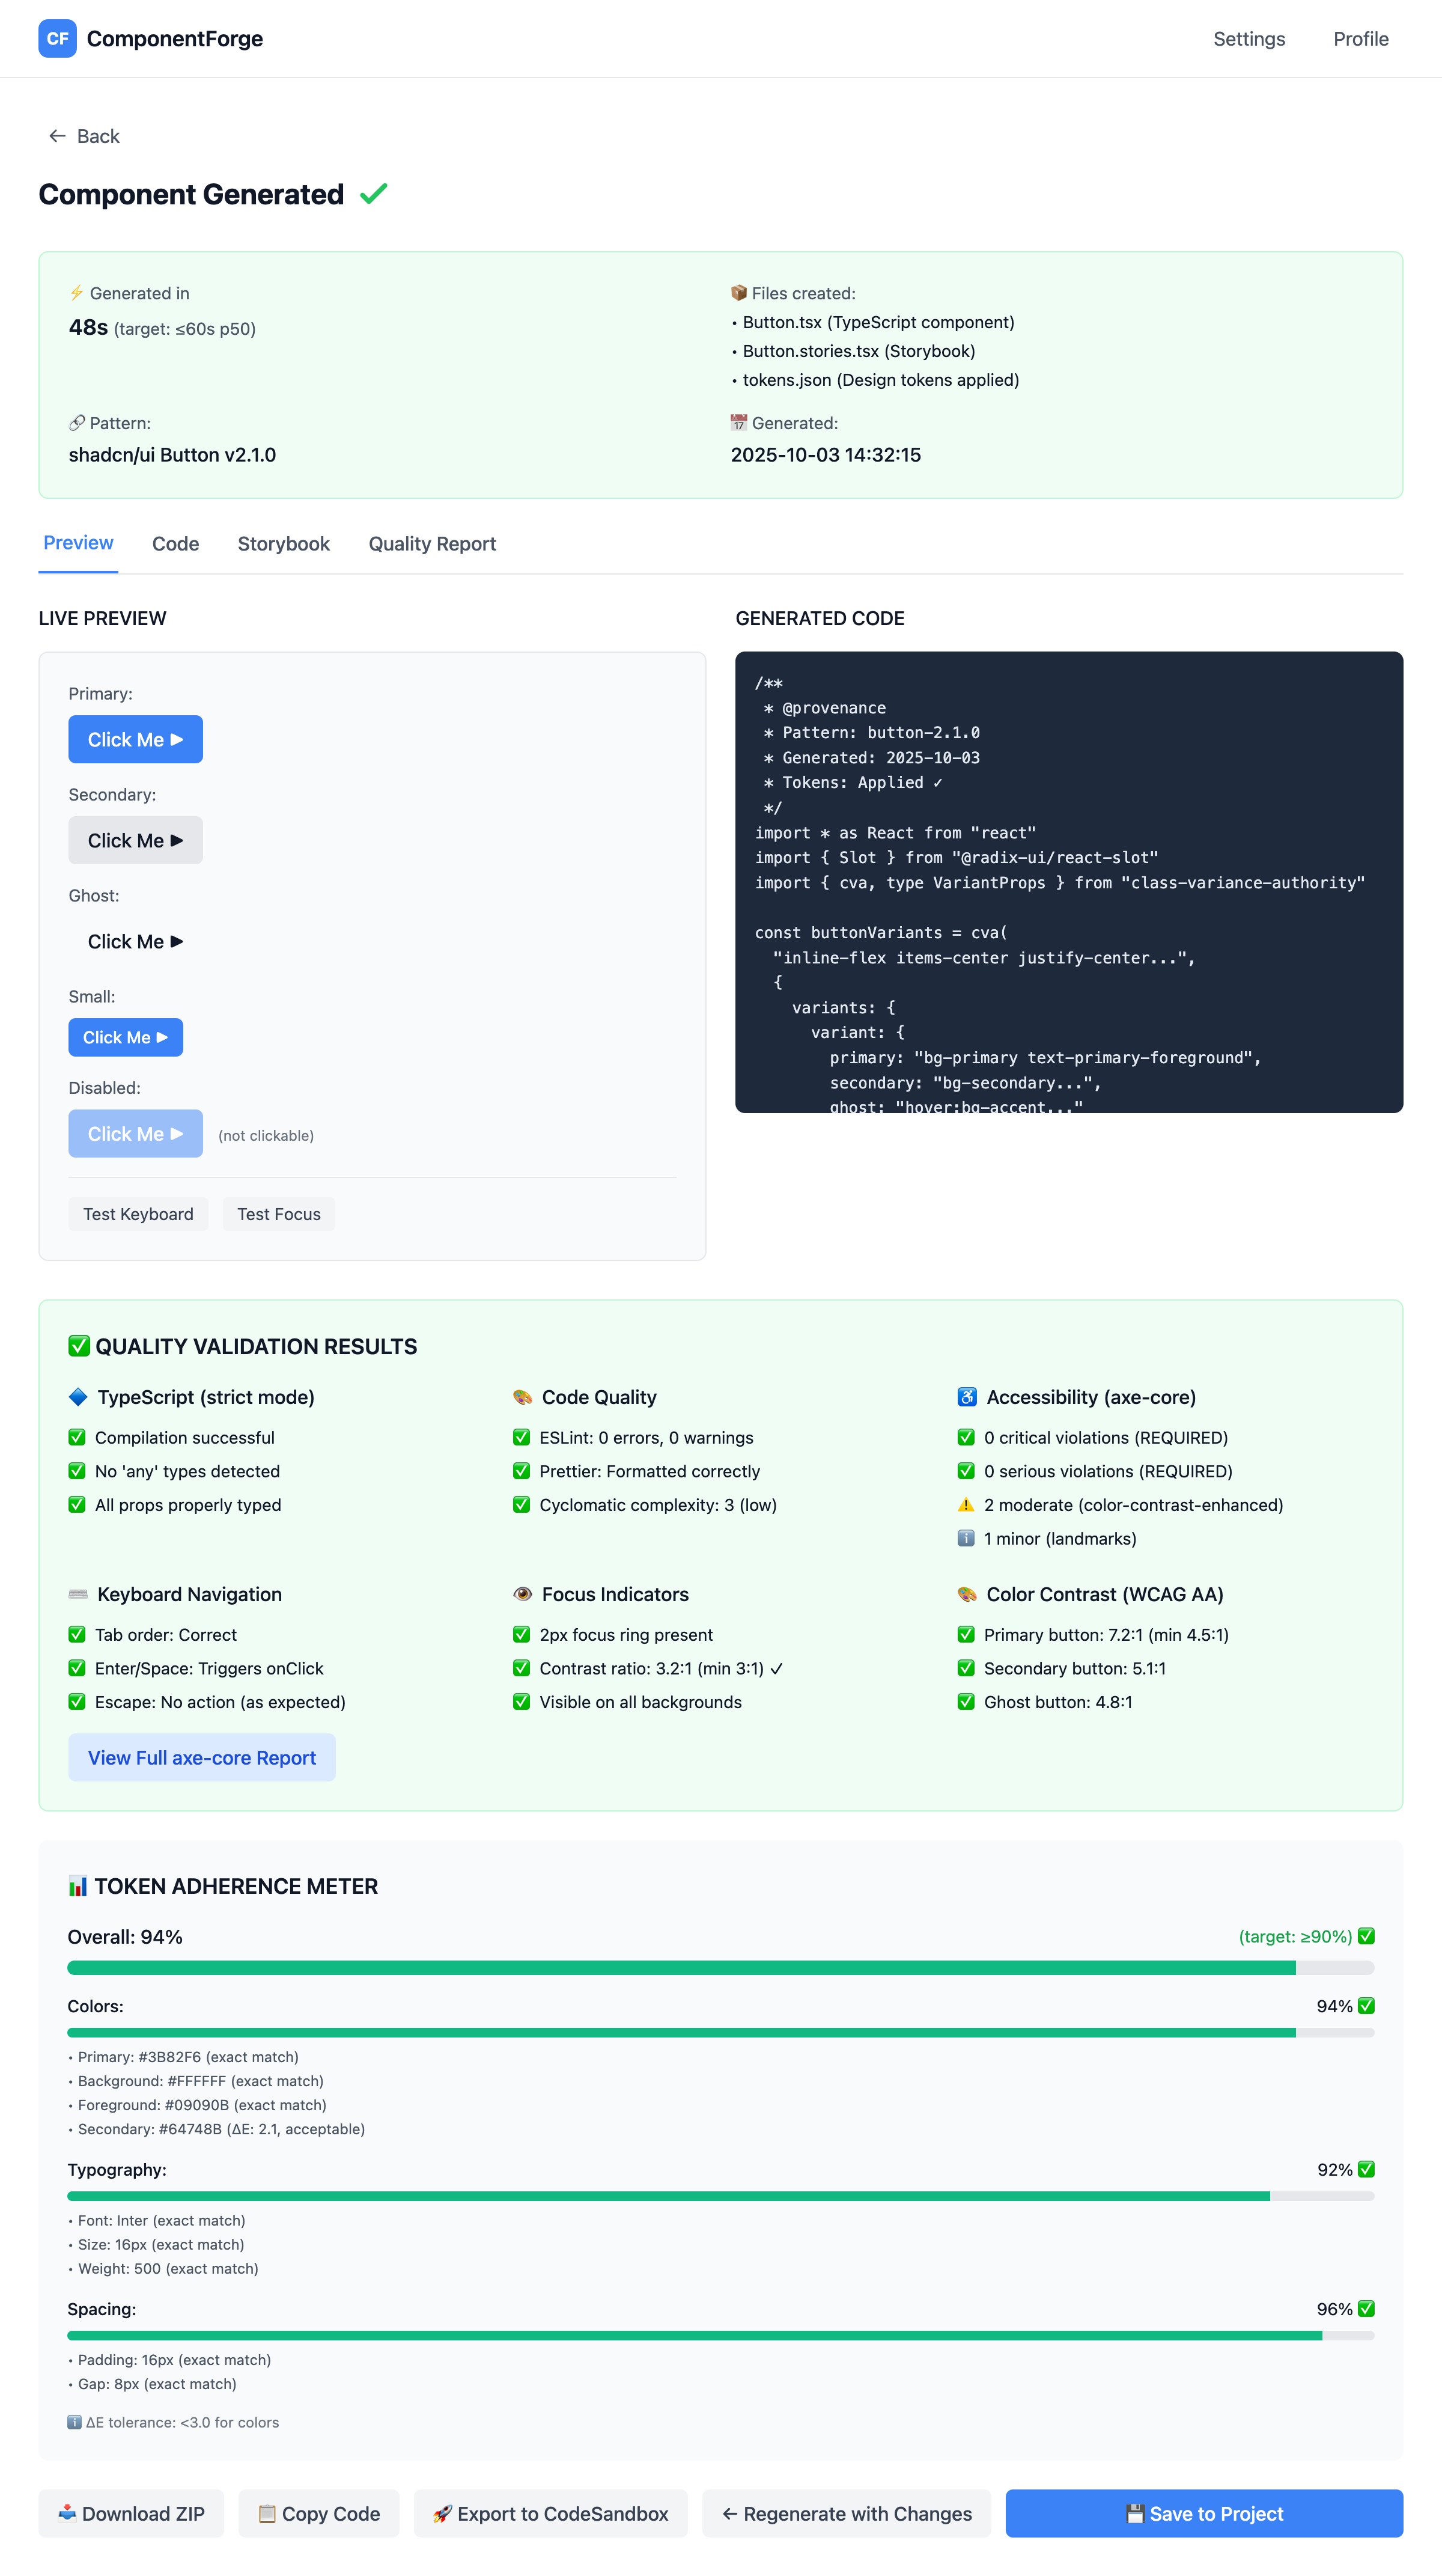 CF ComponentForge
Settings
Profile
← Back
Component Generated ✓
⚡ Generated in
48s (target: ≤60s p50)
📦 Files created:
• Button.tsx (TypeScript component)
• Button.stories.tsx (Storybook)
• tokens.json (Design tokens applied)
🔗 Pattern:
shadcn/ui Button v2.1.0
📅 Generated:
2025-10-03 14:32:15
Preview
Code
Storybook
Quality Report
LIVE PREVIEW
Primary:
Click Me ▶
Secondary:
Click Me ▶
Ghost:
Click Me ▶
Small:
Click Me ▶
Disabled:
Click Me ▶
(not clickable)
Test Keyboard
Test Focus
GENERATED CODE
/**
 * @provenance
 * Pattern: button-2.1.0
 * Generated: 2025-10-03
 * Tokens: Applied ✓
 */
import * as React from "react"
import { Slot } from "@radix-ui/react-slot"
import { cva, type VariantProps } from "class-variance-authority"
const buttonVariants = cva(
  "inline-flex items-center justify-center...",
  {
    variants: {
      variant: {
        primary: "bg-primary text-primary-foreground",
        secondary: "bg-secondary...",
        ghost: "hover:bg-accent..."
✅ QUALITY VALIDATION RESULTS
🔷 TypeScript (strict mode)
✅ Compilation successful
✅ No 'any' types detected
✅ All props properly typed
🎨 Code Quality
✅ ESLint: 0 errors, 0 warnings
✅ Prettier: Formatted correctly
✅ Cyclomatic complexity: 3 (low)
♿ Accessibility (axe-core)
✅ 0 critical violations (REQUIRED)
✅ 0 serious violations (REQUIRED)
⚠️ 2 moderate (color-contrast-enhanced)
ℹ️ 1 minor (landmarks)
⌨️ Keyboard Navigation
✅ Tab order: Correct
✅ Enter/Space: Triggers onClick
✅ Escape: No action (as expected)
👁️ Focus Indicators
✅ 2px focus ring present
✅ Contrast ratio: 3.2:1 (min 3:1) ✓
✅ Visible on all backgrounds
🎨 Color Contrast (WCAG AA)
✅ Primary button: 7.2:1 (min 4.5:1)
✅ Secondary button: 5.1:1
✅ Ghost button: 4.8:1
View Full axe-core Report
📊 TOKEN ADHERENCE METER
Overall: 94%
(target: ≥90%) ✅
Colors:
94% ✅
• Primary: #3B82F6 (exact match)
• Background: #FFFFFF (exact match)
• Foreground: #09090B (exact match)
• Secondary: #64748B (ΔE: 2.1, acceptable)
Typography:
92% ✅
• Font: Inter (exact match)
• Size: 16px (exact match)
• Weight: 500 (exact match)
Spacing:
96% ✅
• Padding: 16px (exact match)
• Gap: 8px (exact match)
ℹ️ ΔE tolerance: <3.0 for colors
📥 Download ZIP
📋 Copy Code
🚀 Export to CodeSandbox
← Regenerate with Changes
💾 Save to Project